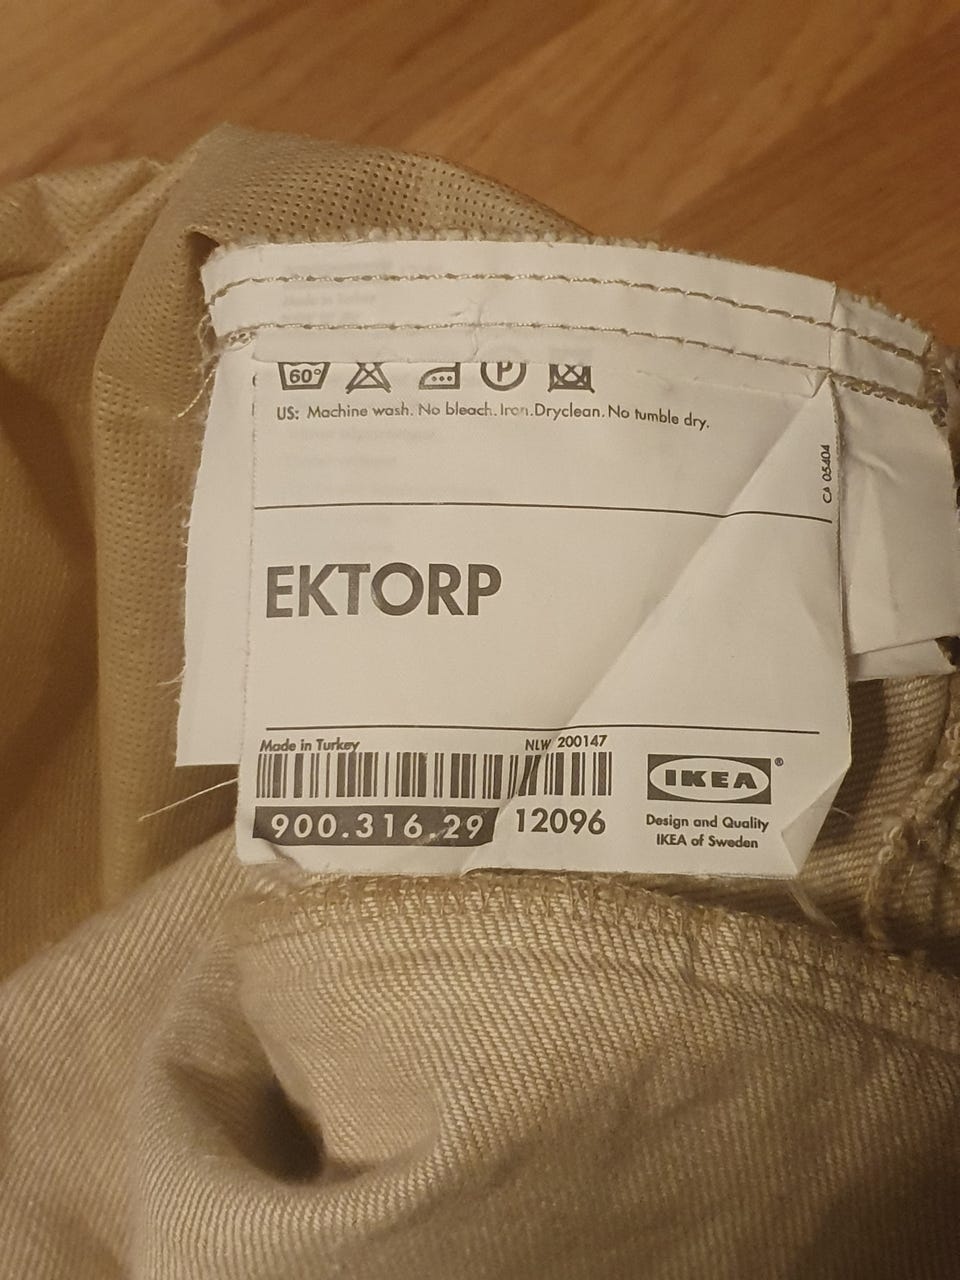 60°
P
US: Machine wash. No bleach. Iron. Dryclean. No tumble dry.
CA 05404
EKTORP
Made in Turkey
NLW 200147
900.316.29 12096
IKEA®
Design and Quality
IKEA of Sweden